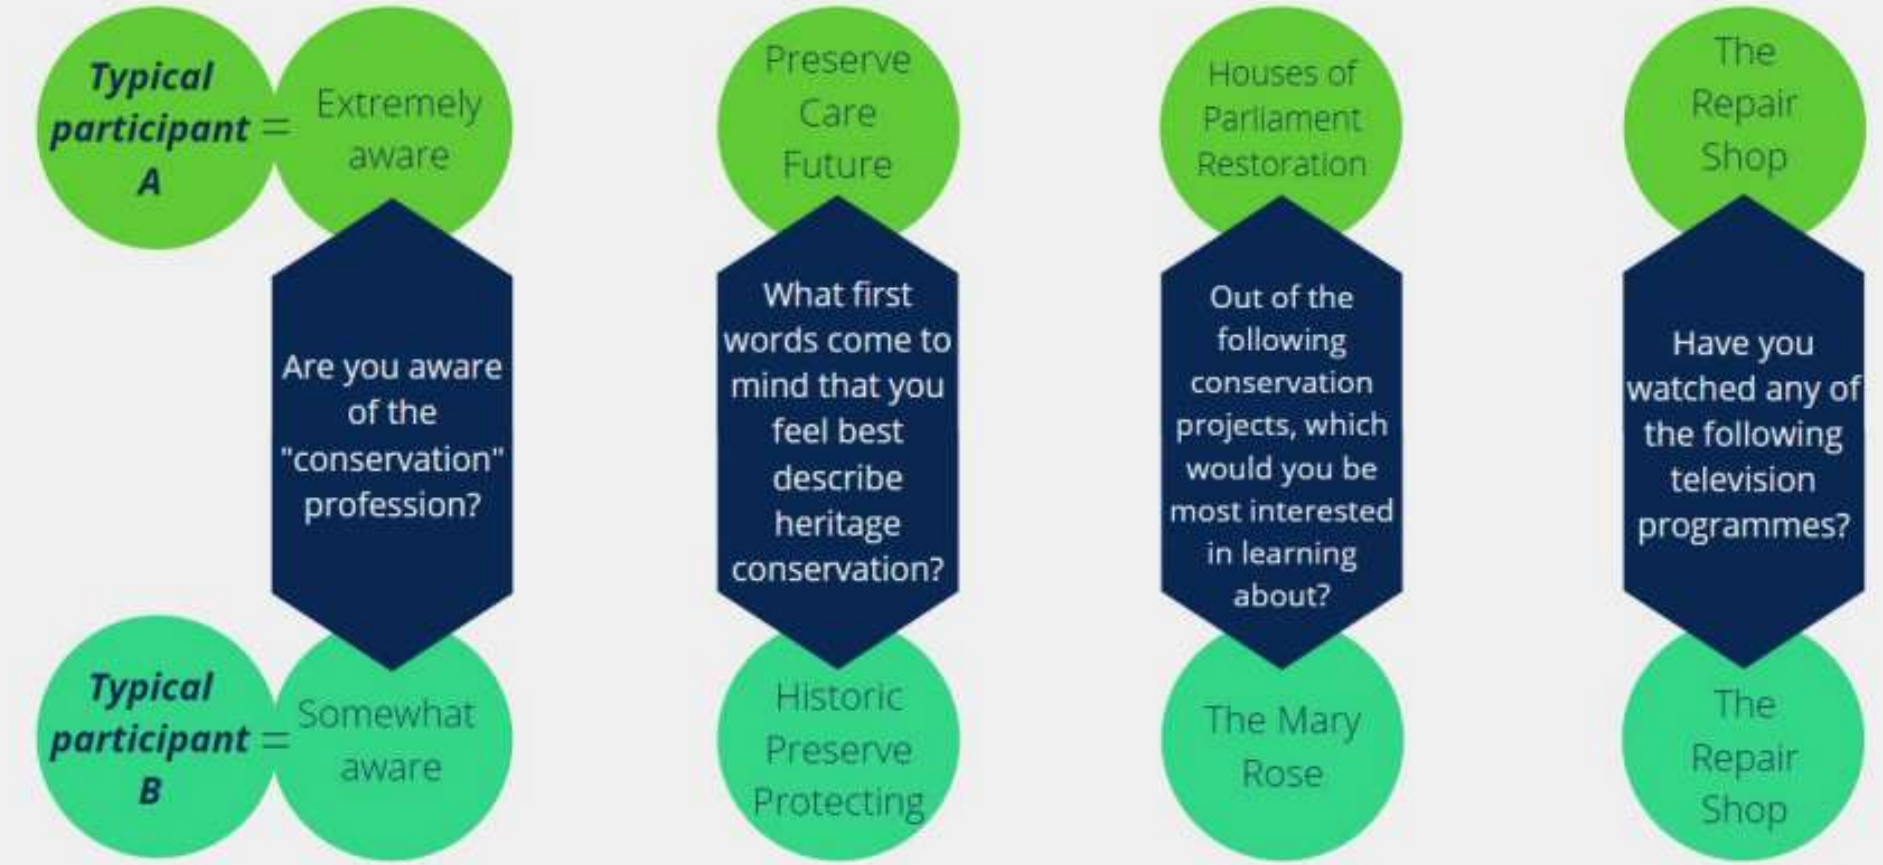 Typical
participant =
A
Extremely
aware
Preserve
Care
Future
Houses of
Parliament
Restoration
The
Repair
Shop
Are you aware
of the
"conservation"
profession?
What first
words come to
mind that you
feel best
describe
heritage
conservation?
Out of the
following
conservation
projects, which
would you be
most interested
in learning
about?
Have you
watched any of
the following
television
programmes?
Typical
participant =
B
Somewhat
aware
Historic
Preserve
Protecting
The Mary
Rose
The
Repair
Shop